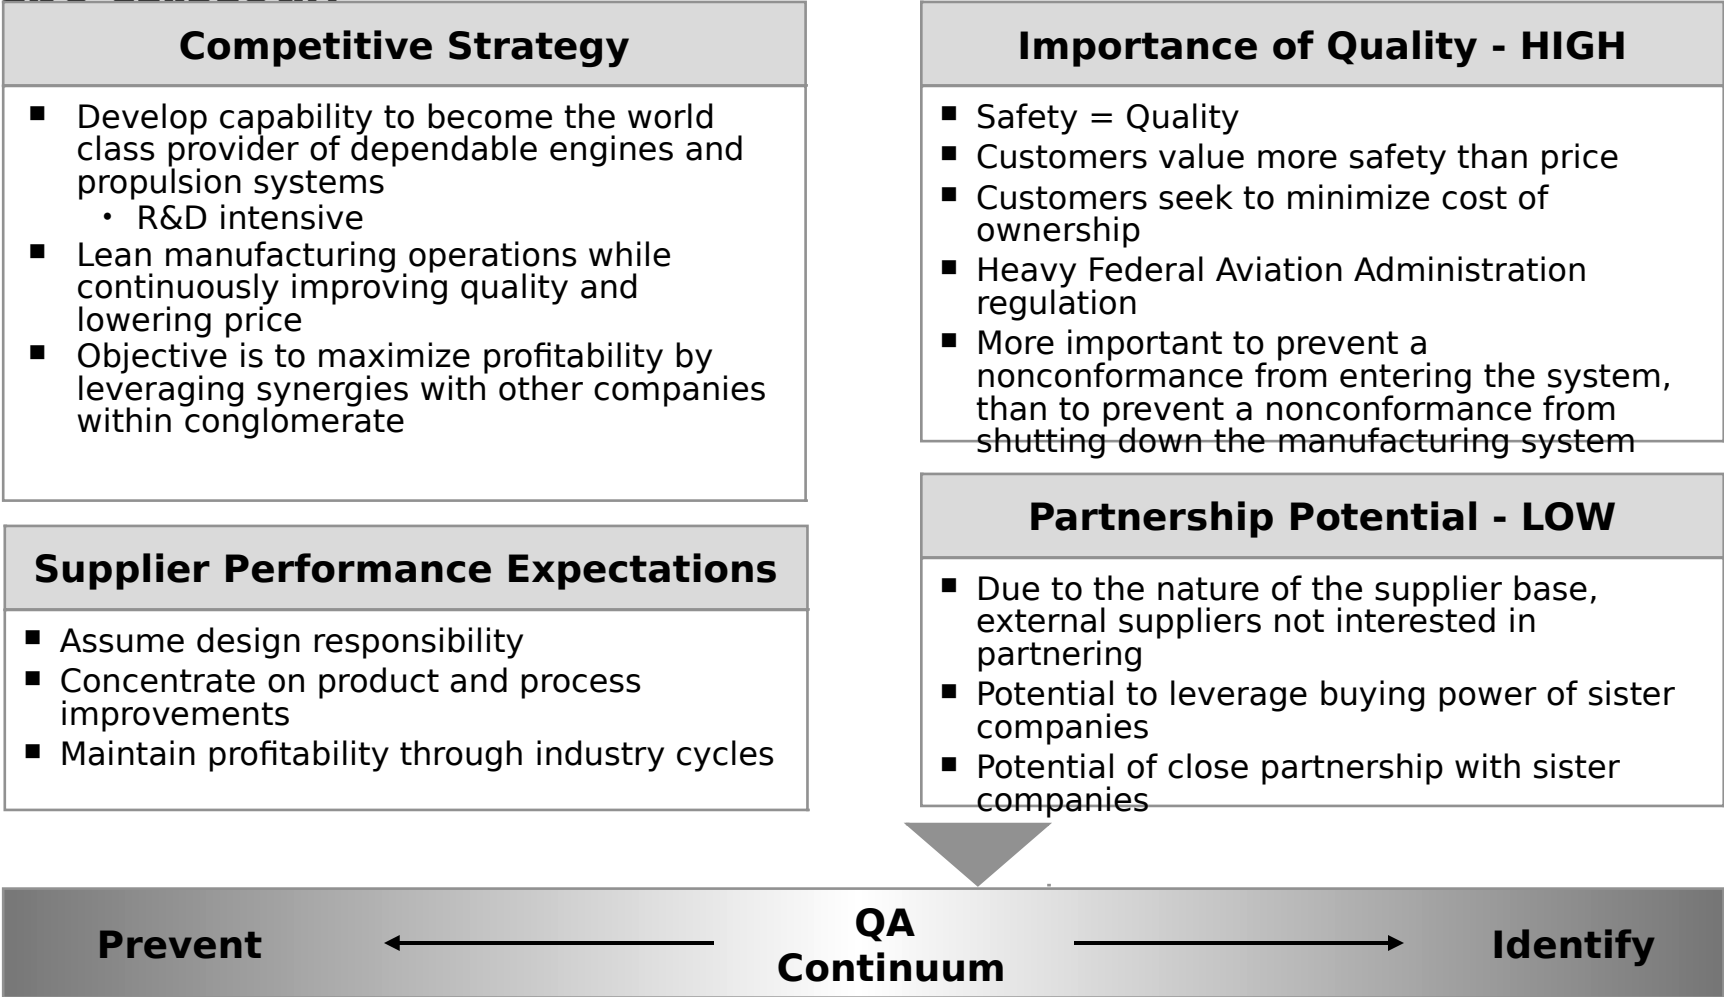 Competitive Strategy
■ Develop capability to become the world
class provider of dependable engines and
propulsion systems
• R&D intensive
■ Lean manufacturing operations while
continuously improving quality and
lowering price
■ Objective is to maximize profitability by
leveraging synergies with other companies
within conglomerate
Supplier Performance Expectations
■ Assume design responsibility
■ Concentrate on product and process
improvements
■ Maintain profitability through industry cycles
Importance of Quality - HIGH
■ Safety = Quality
■ Customers value more safety than price
■ Customers seek to minimize cost of
ownership
■ Heavy Federal Aviation Administration
regulation
■ More important to prevent a
nonconformance from entering the system,
than to prevent a nonconformance from
shutting down the manufacturing system
Partnership Potential - LOW
■ Due to the nature of the supplier base,
external suppliers not interested in
partnering
■ Potential to leverage buying power of sister
companies
■ Potential of close partnership with sister
companies
Prevent
QA
Continuum
Identify